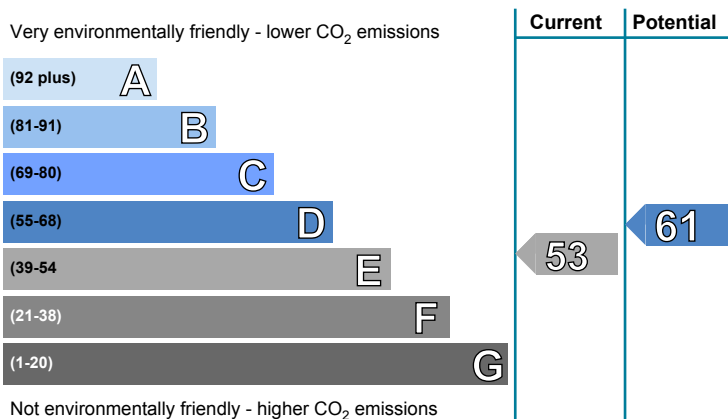 Current Potential
Very environmentally friendly - lower CO2 emissions
(92 plus) A
(81-91) B
(69-80) C
(55-68) D
61
(39-54 E
53
(21-38) F
(1-20) G
Not environmentally friendly - higher CO2 emissions